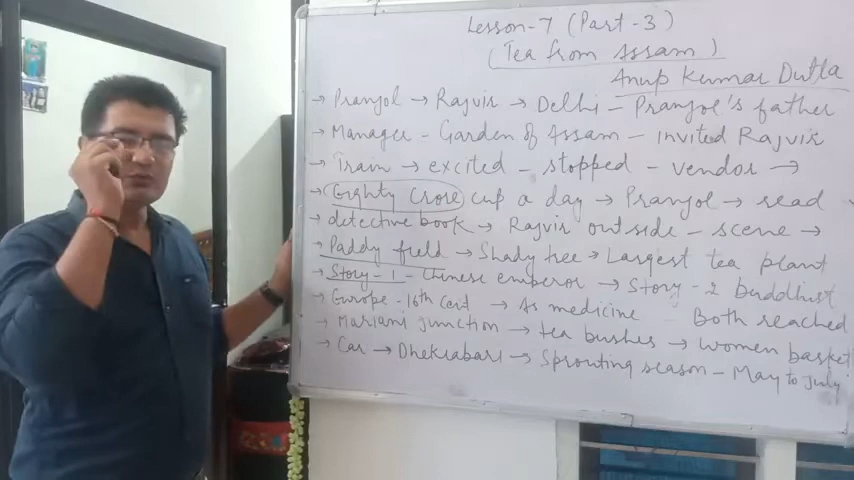 Lesson-7 (Part-3)
(Tea from Assam)
Anup Kumar Dutta
→ Pranjol → Rajvir → Delhi - Pranjol's father
→ Manager - Garden of Assam - invited Rajvir
→ Train → excited - stopped - vendor →
→ Eighty crore cup a day → Pranjol → read
→ detective book → Rajvir outside - scene →
→ Paddy field → Shady tree → Largest tea plant
→ Story-1 - Chinese emperor → Story-2 buddhist
→ Europe - 16th Cent → As medicine Both reached
→ Mariani junction → tea bushes → women basket
→ Car → Dhekiabari → Sprouting season - May to July